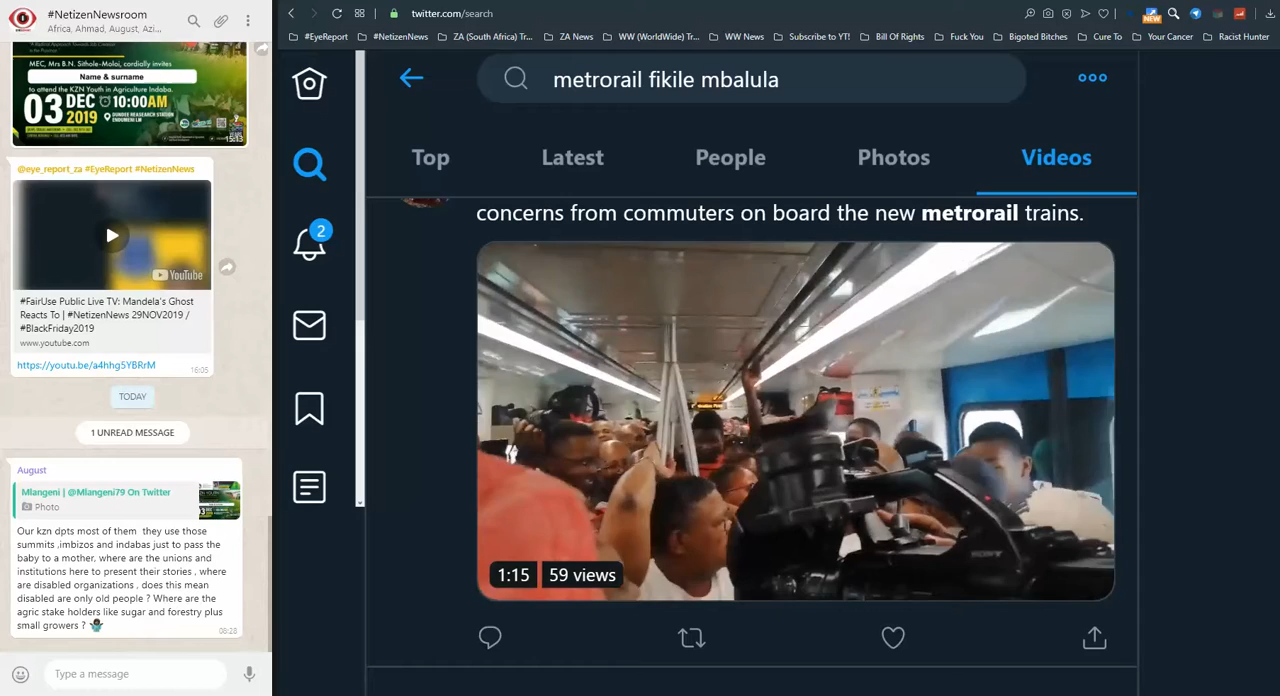 #NetizenNewsroom
Africa, Ahmad, August, Azi...
MEC, Mrs B.N. Sithole-Moloi, cordially invites
Name & surname
to attend the KZN Youth in Agriculture Indaba.
03 DEC 2019
10:00AM
DUNDEE REASEARCH STATION
ENDUMENI LM
15:13
@eye_report_za #EyeReport #NetizenNews
YouTube
#FairUse Public Live TV: Mandela's Ghost
Reacts To | #NetizenNews 29NOV2019 /
#BlackFriday2019
www.youtube.com
https://youtu.be/a4hhg5YBRrM
16:05
TODAY
1 UNREAD MESSAGE
August
Mlangeni | @Mlangeni79 On Twitter
Photo
Our kzn dpts most of them they use those
summits ,imbizos and indabas just to pass the
baby to a mother, where are the unions and
institutions here to present their stories , where
are disabled organizations , does this mean
disabled are only old people ? Where are the
agric stake holders like sugar and forestry plus
small growers ?
08:28
Type a message
twitter.com/search
NEW
#EyeReport #NetizenNews ZA (South Africa) Tr... ZA News WW (WorldWide) Tr... WW News Subscribe to YT! Bill Of Rights Fuck You Bigoted Bitches Cure To Your Cancer Racist Hunter
metrorail fikile mbalula
Top Latest People Photos Videos
2
concerns from commuters on board the new metrorail trains.
SONY
1:15 59 views